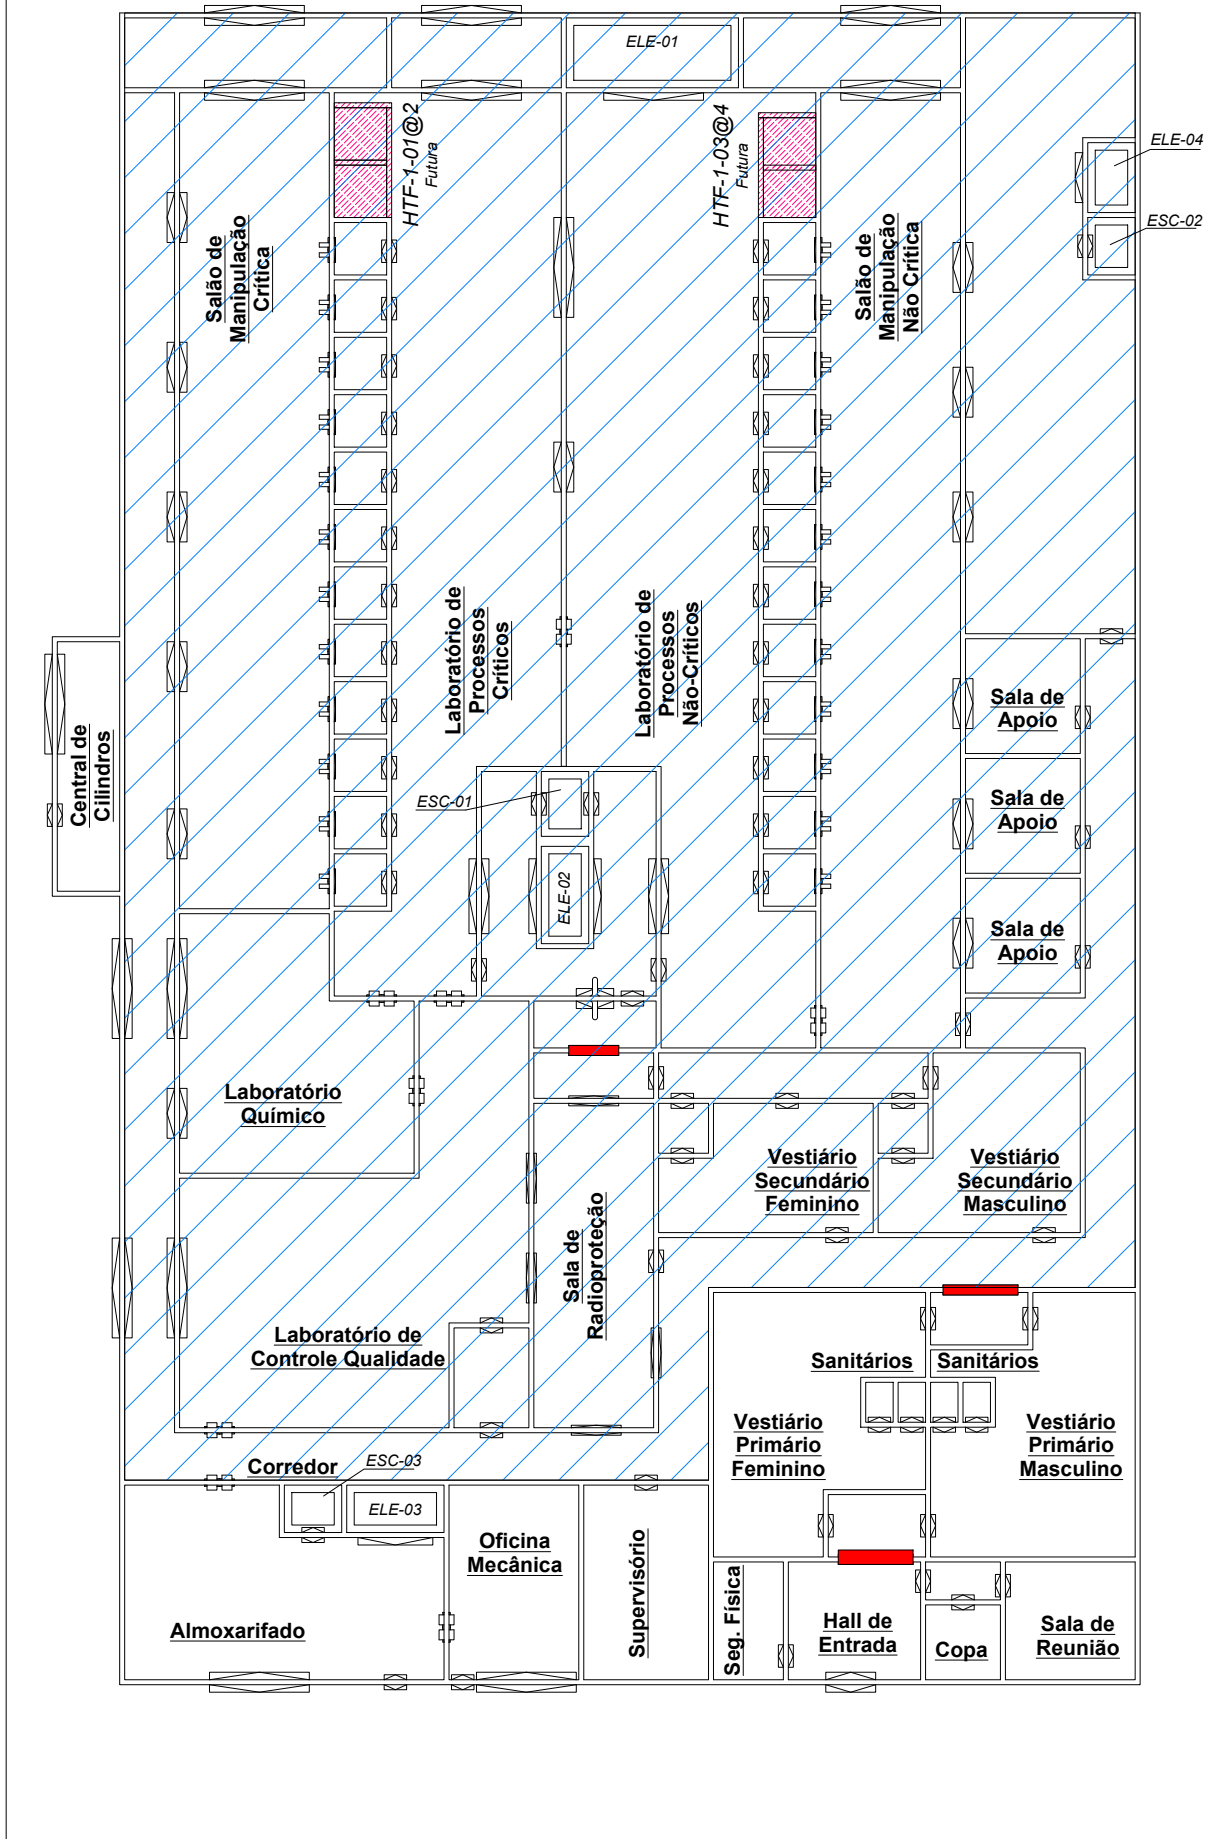 ELE-01
HTF-1-01@2
Futura
HTF-1-03@4
Futura
ELE-04
ESC-02
Salão de
Manipulação
Crítica
Salão de
Manipulação
Não Crítica
Laboratório de
Processos
Críticos
Laboratório de
Processos
Não-Críticos
Central de
Cilindros
Sala de
Apoio
ESC-01
Sala de
Apoio
ELE-02
Sala de
Apoio
Laboratório
Químico
Vestiário
Secundário
Feminino
Vestiário
Secundário
Masculino
Sala de
Radioproteção
Laboratório de
Controle Qualidade
Sanitários
Sanitários
Vestiário
Primário
Feminino
Vestiário
Primário
Masculino
Corredor
ESC-03
ELE-03
Oficina
Mecânica
Supervisório
Seg. Física
Almoxarifado
Hall de
Entrada
Copa
Sala de
Reunião